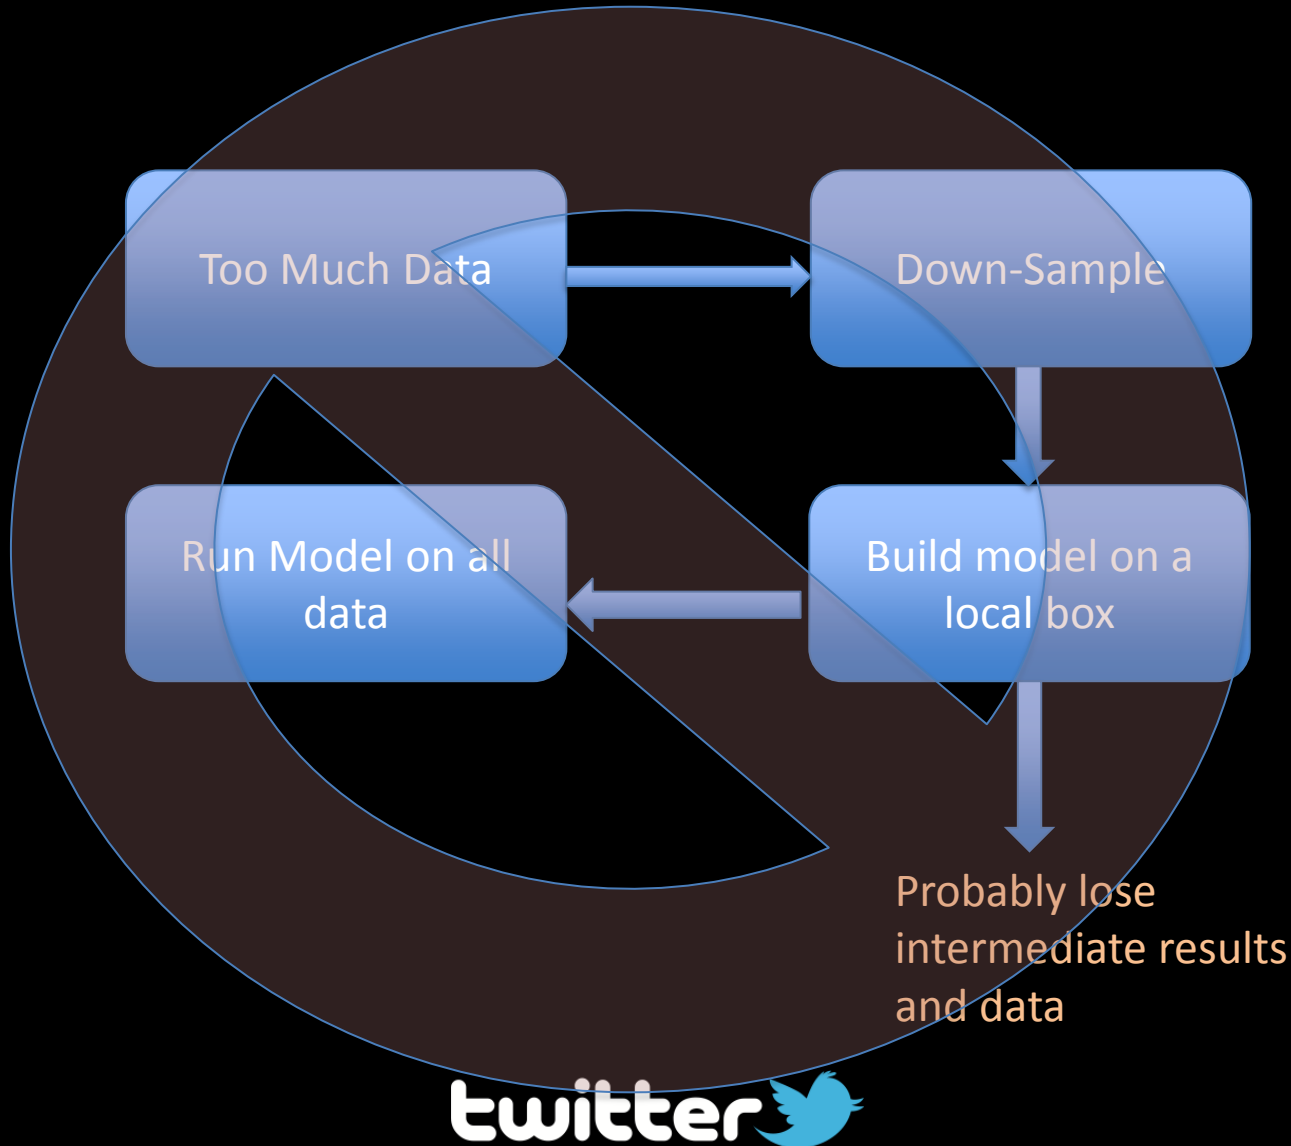 Too Much Data
Down-Sample
Run Model on all
data
Build model on a
local box
Probably lose
intermediate results
and data
twitter